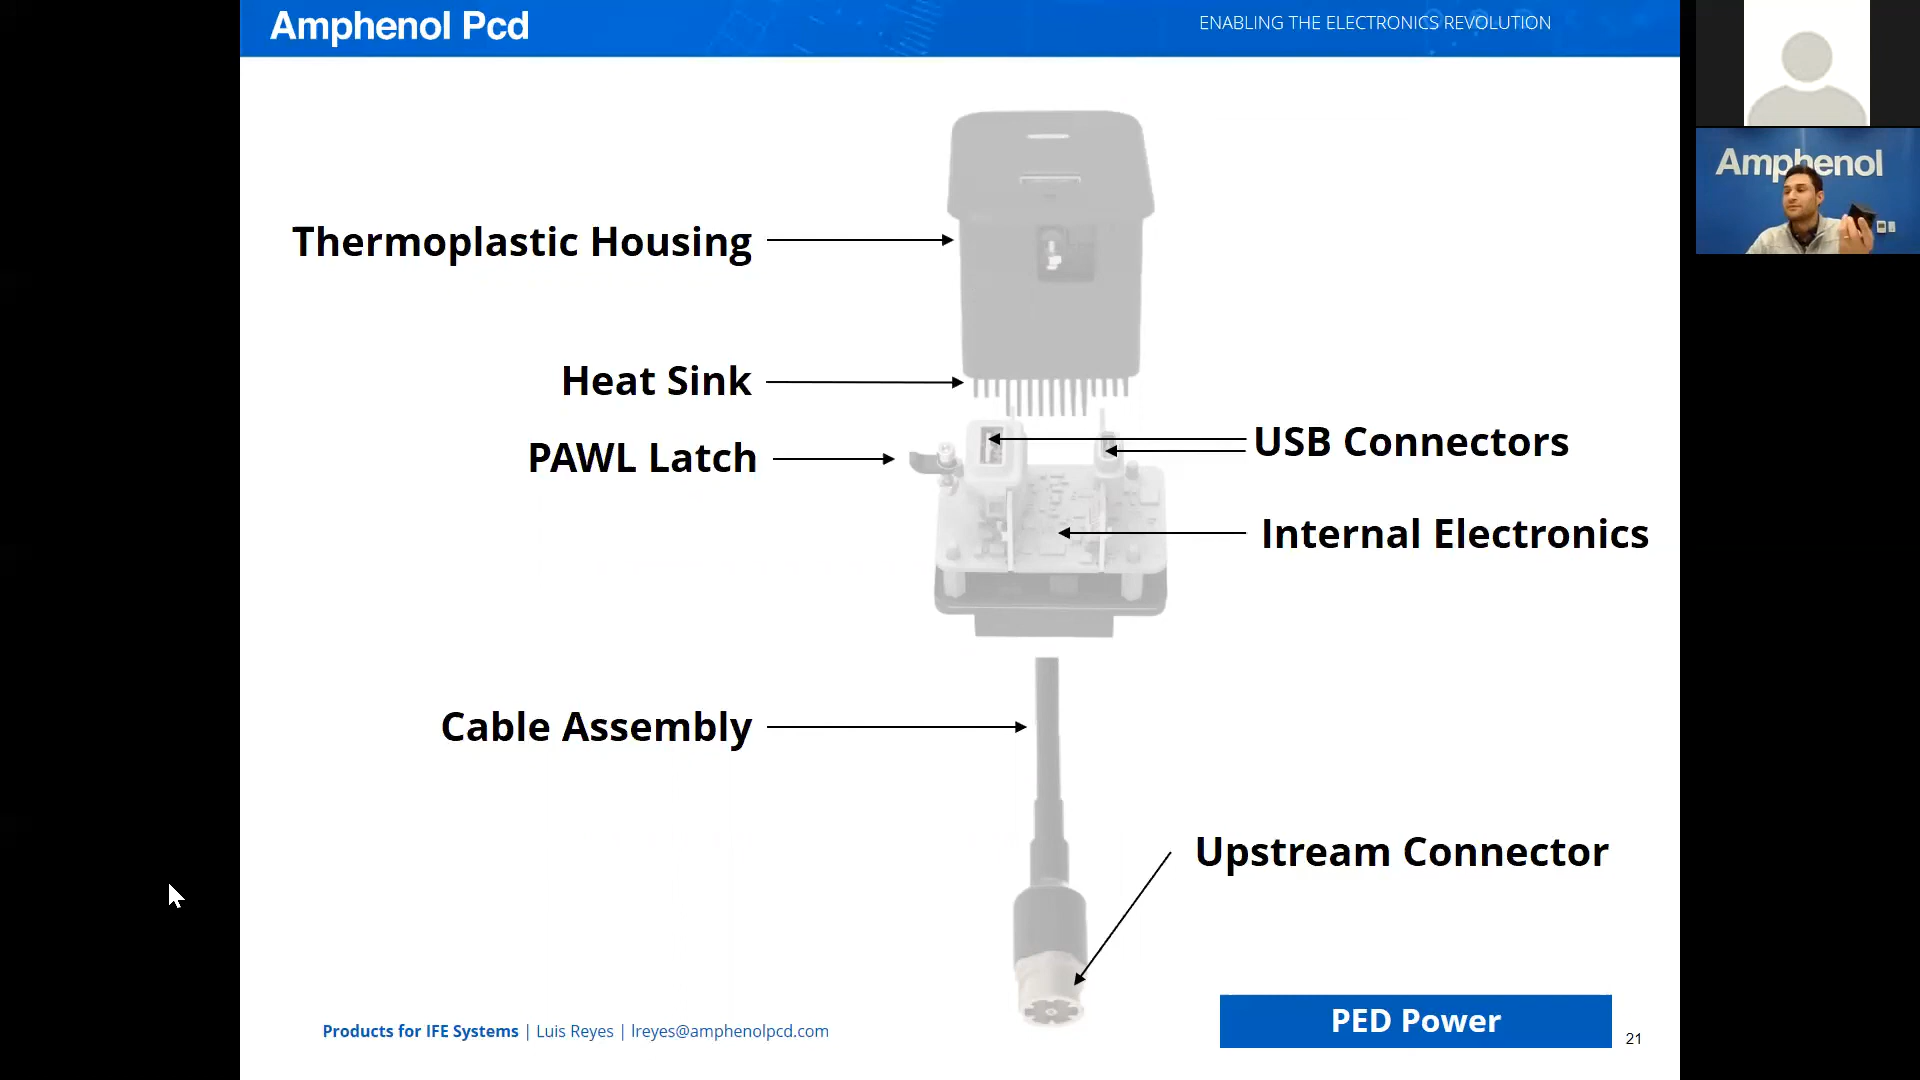 Amphenol Pcd
ENABLING THE ELECTRONICS REVOLUTION
Amphenol
Thermoplastic Housing
Heat Sink
PAWL Latch
USB Connectors
Internal Electronics
Cable Assembly
Upstream Connector
Products for IFE Systems | Luis Reyes | lreyes@amphenolpcd.com
PED Power
21